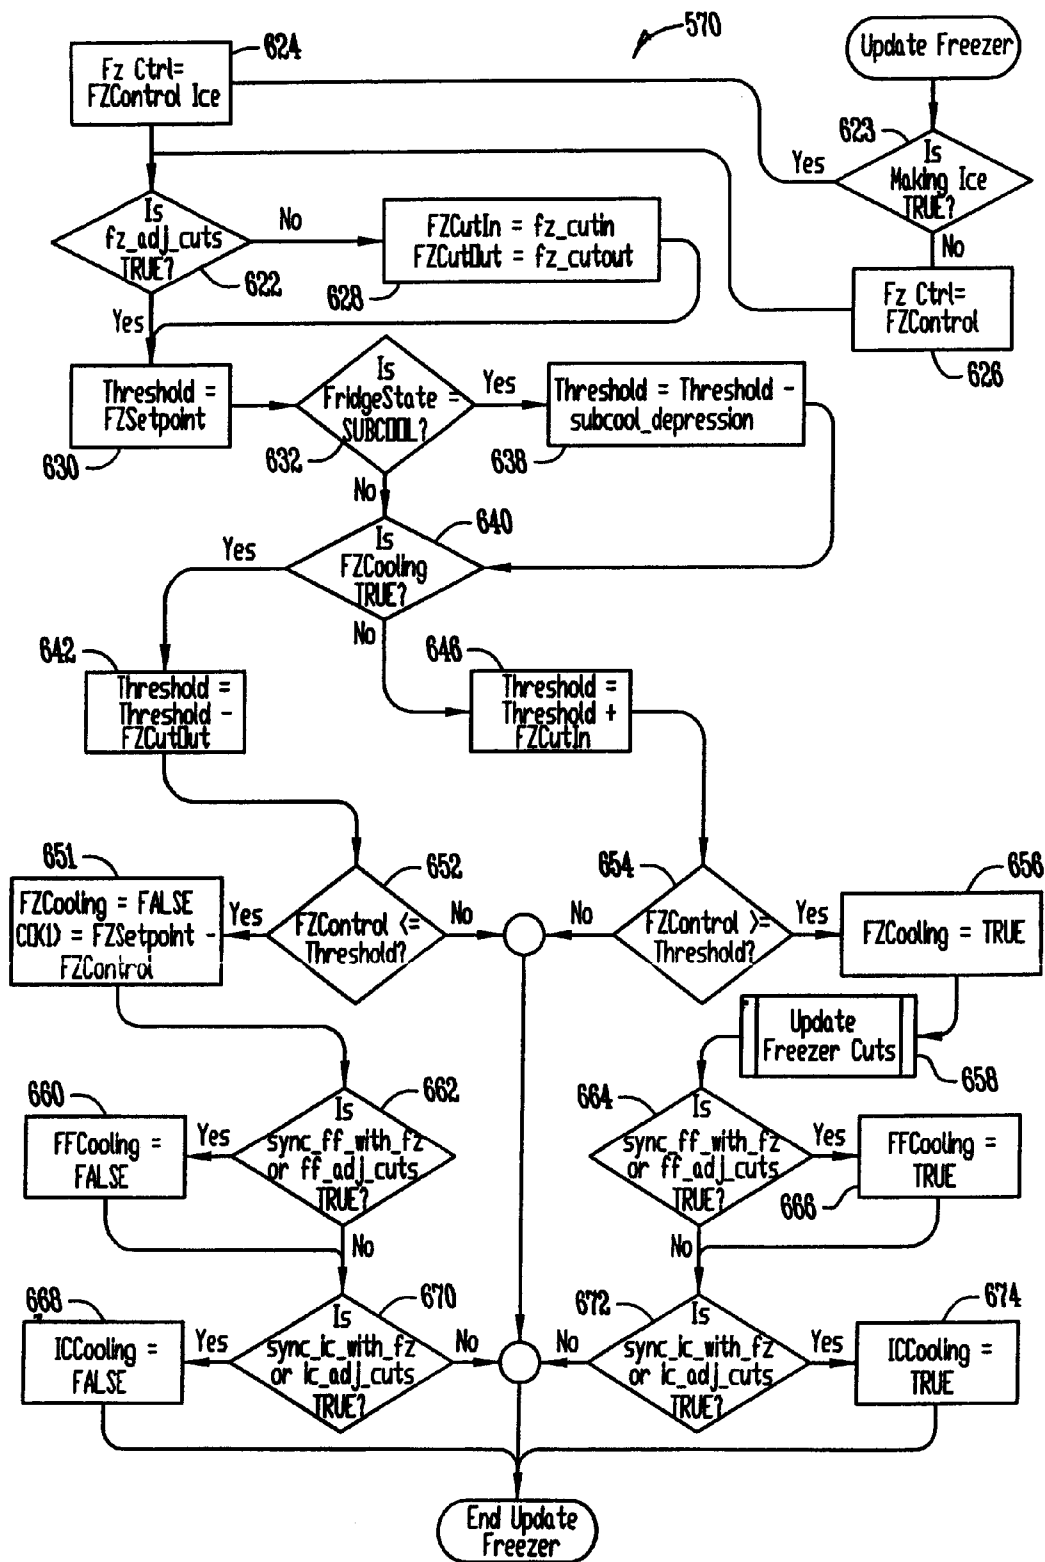 570
Update Freezer
624
Fz Ctrl=
FZControl Ice
623
Is
Making Ice
TRUE?
Yes
No
Fz Ctrl=
FZControl
626
Is
fz_adj_cuts
TRUE?
622
No
Yes
FZCutIn = fz_cutin
FZCutOut = fz_cutout
628
Threshold =
FZSetpoint
630
Is
FridgeState =
SUBCOOL?
632
Yes
No
Threshold = Threshold -
subcool_depression
638
640
Is
FZCooling
TRUE?
Yes
No
642
Threshold =
Threshold -
FZCutOut
646
Threshold =
Threshold +
FZCutIn
651
FZCooling = FALSE
C(K1) = FZSetpoint -
FZControl
Yes
652
FZControl <=
Threshold?
No
654
No
FZControl >=
Threshold?
Yes
656
FZCooling = TRUE
Update
Freezer Cuts
658
660
FFCooling =
FALSE
Yes
662
Is
sync_ff_with_fz
or ff_adj_cuts
TRUE?
No
664
Is
sync_ff_with_fz
or ff_adj_cuts
TRUE?
Yes
No
FFCooling =
TRUE
666
668
ICCooling =
FALSE
Yes
670
Is
sync_ic_with_fz
or ic_adj_cuts
TRUE?
No
672
No
Is
sync_ic_with_fz
or ic_adj_cuts
TRUE?
Yes
674
ICCooling =
TRUE
End Update
Freezer